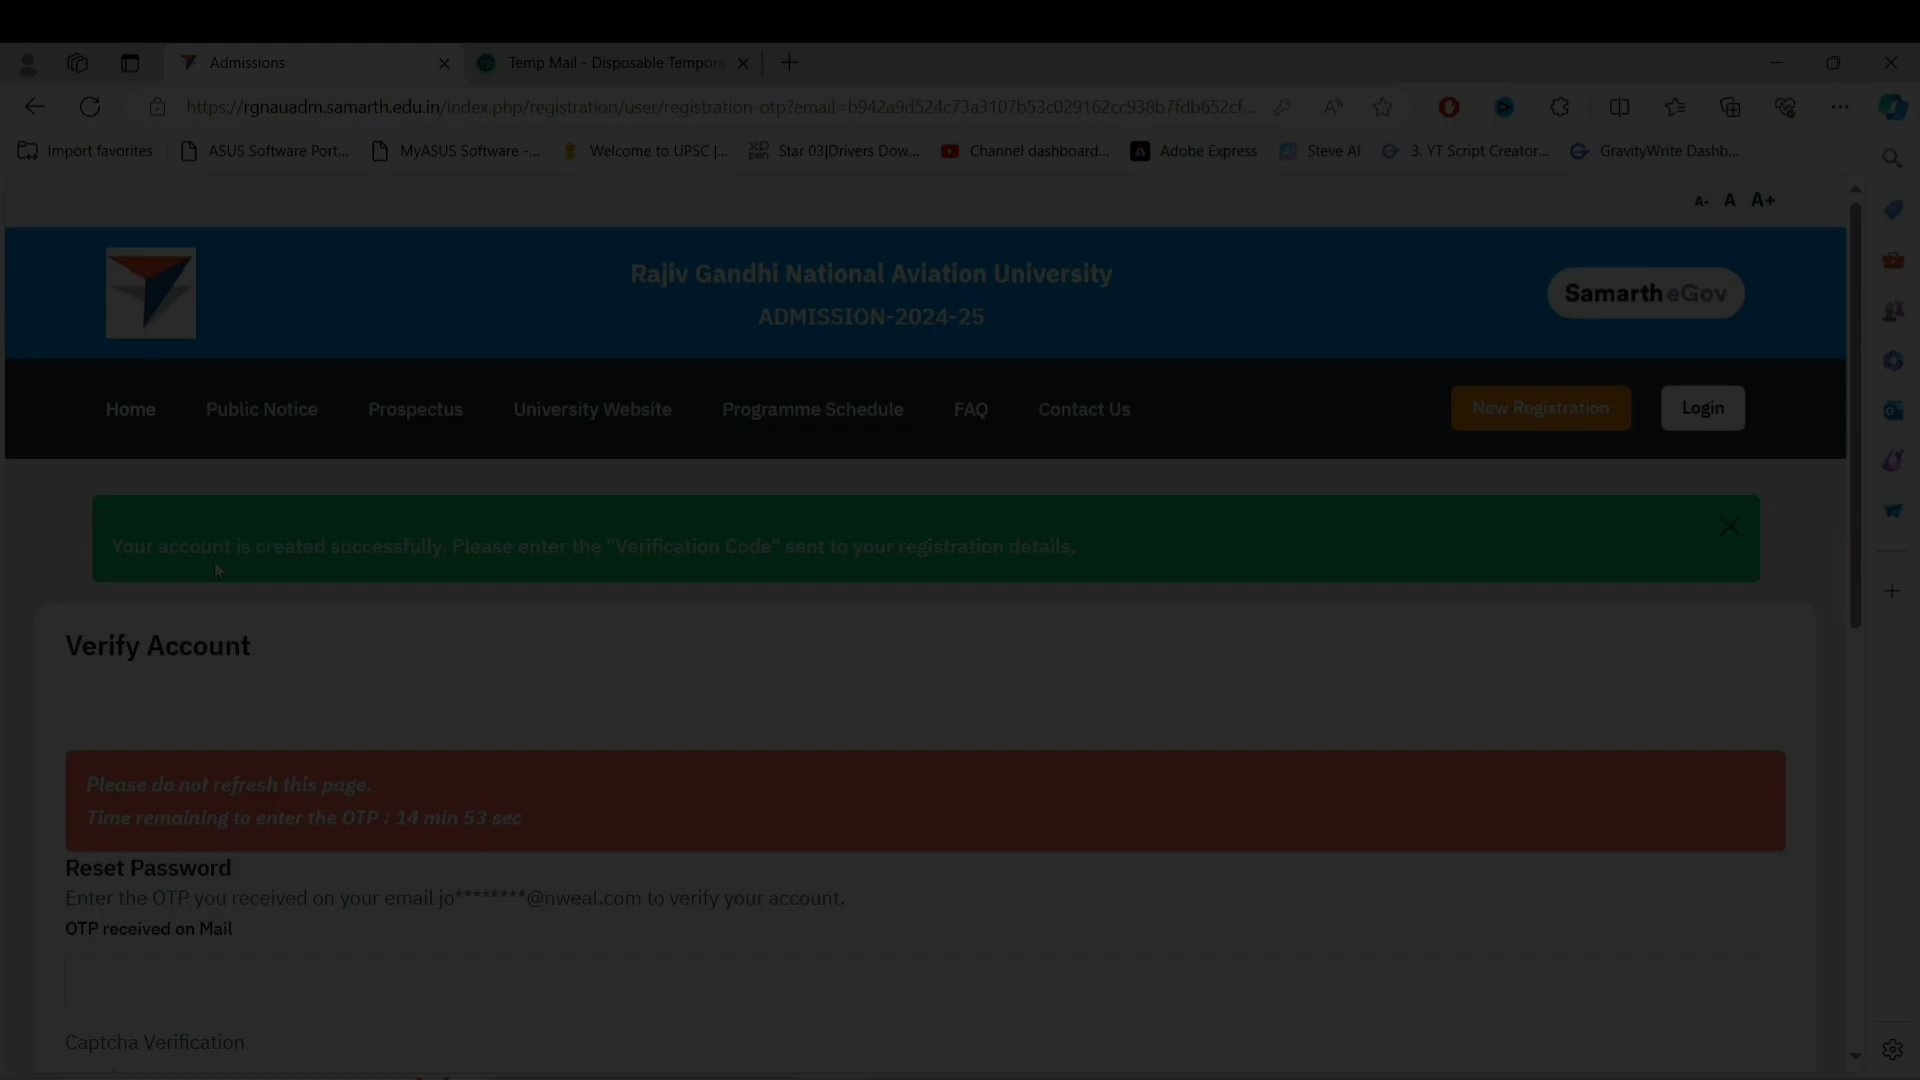 Admissions
Temp Mail - Disposable Tempor
https://rgnauadm.samarth.edu.in/index.php/registration/user/registration-otp?email=b942a9d524c73a3107b53c029162cc938b7fdb652cf...
Import favorites
ASUS Software Port...
MyASUS Software -...
Welcome to UPSC |...
Star 03|Drivers Dow...
Channel dashboard...
Adobe Express
Steve AI
3. YT Script Creator...
GravityWrite Dashb...
A- A A+
Rajiv Gandhi National Aviation University
ADMISSION-2024-25
Samarth eGov
Home
Public Notice
Prospectus
University Website
Programme Schedule
FAQ
Contact Us
New Registration
Login
Your account is created successfully. Please enter the "Verification Code" sent to your registration details.
Verify Account
Please do not refresh this page.
Time remaining to enter the OTP : 14 min 53 sec
Reset Password
Enter the OTP you received on your email jo********@nweal.com to verify your account.
OTP received on Mail
Captcha Verification